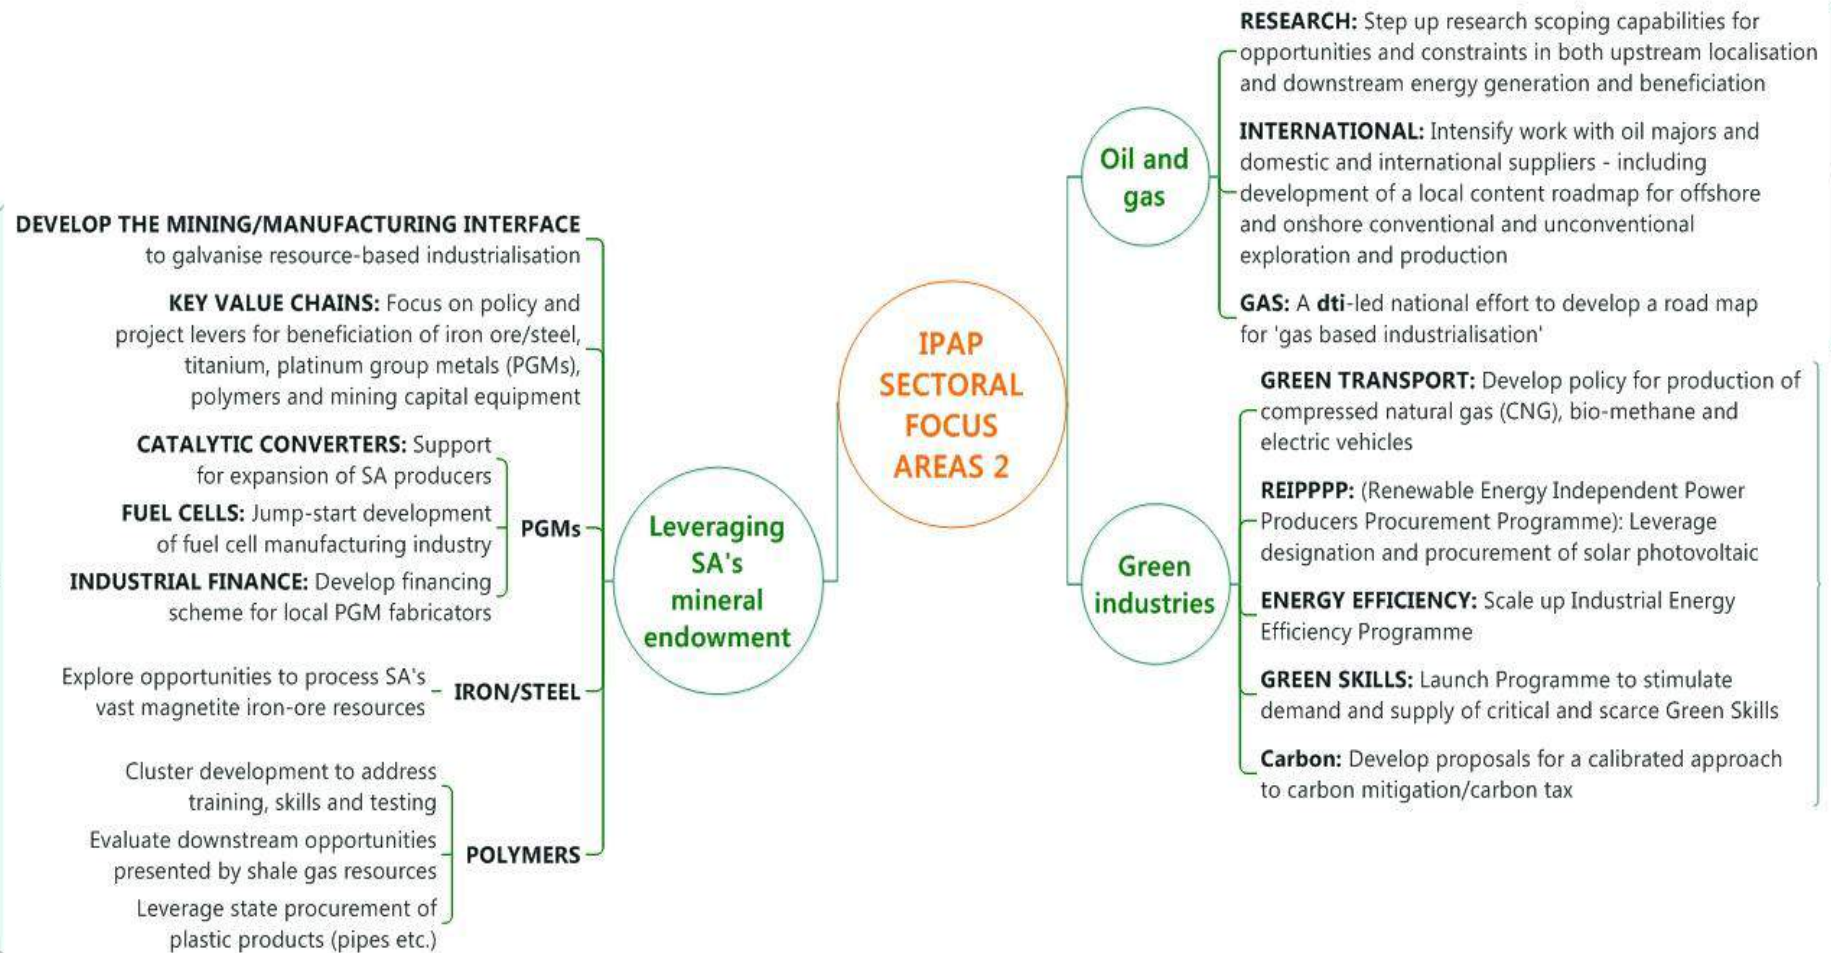 DEVELOP THE MINING/MANUFACTURING INTERFACE
to galvanise resource-based industrialisation
KEY VALUE CHAINS: Focus on policy and
project levers for beneficiation of iron ore/steel,
titanium, platinum group metals (PGMs),
polymers and mining capital equipment
CATALYTIC CONVERTERS: Support
for expansion of SA producers
FUEL CELLS: Jump-start development
of fuel cell manufacturing industry
INDUSTRIAL FINANCE: Develop financing
scheme for local PGM fabricators
PGMs
Explore opportunities to process SA's
vast magnetite iron-ore resources
IRON/STEEL
Cluster development to address
training, skills and testing
Evaluate downstream opportunities
presented by shale gas resources
Leverage state procurement of
plastic products (pipes etc.)
POLYMERS
Leveraging
SA's
mineral
endowment
IPAP
SECTORAL
FOCUS
AREAS 2
Oil and
gas
RESEARCH: Step up research scoping capabilities for
opportunities and constraints in both upstream localisation
and downstream energy generation and beneficiation
INTERNATIONAL: Intensify work with oil majors and
domestic and international suppliers - including
development of a local content roadmap for offshore
and onshore conventional and unconventional
exploration and production
GAS: A dti-led national effort to develop a road map
for 'gas based industrialisation'
Green
industries
GREEN TRANSPORT: Develop policy for production of
compressed natural gas (CNG), bio-methane and
electric vehicles
REIPPPP: (Renewable Energy Independent Power
Producers Procurement Programme): Leverage
designation and procurement of solar photovoltaic
ENERGY EFFICIENCY: Scale up Industrial Energy
Efficiency Programme
GREEN SKILLS: Launch Programme to stimulate
demand and supply of critical and scarce Green Skills
Carbon: Develop proposals for a calibrated approach
to carbon mitigation/carbon tax